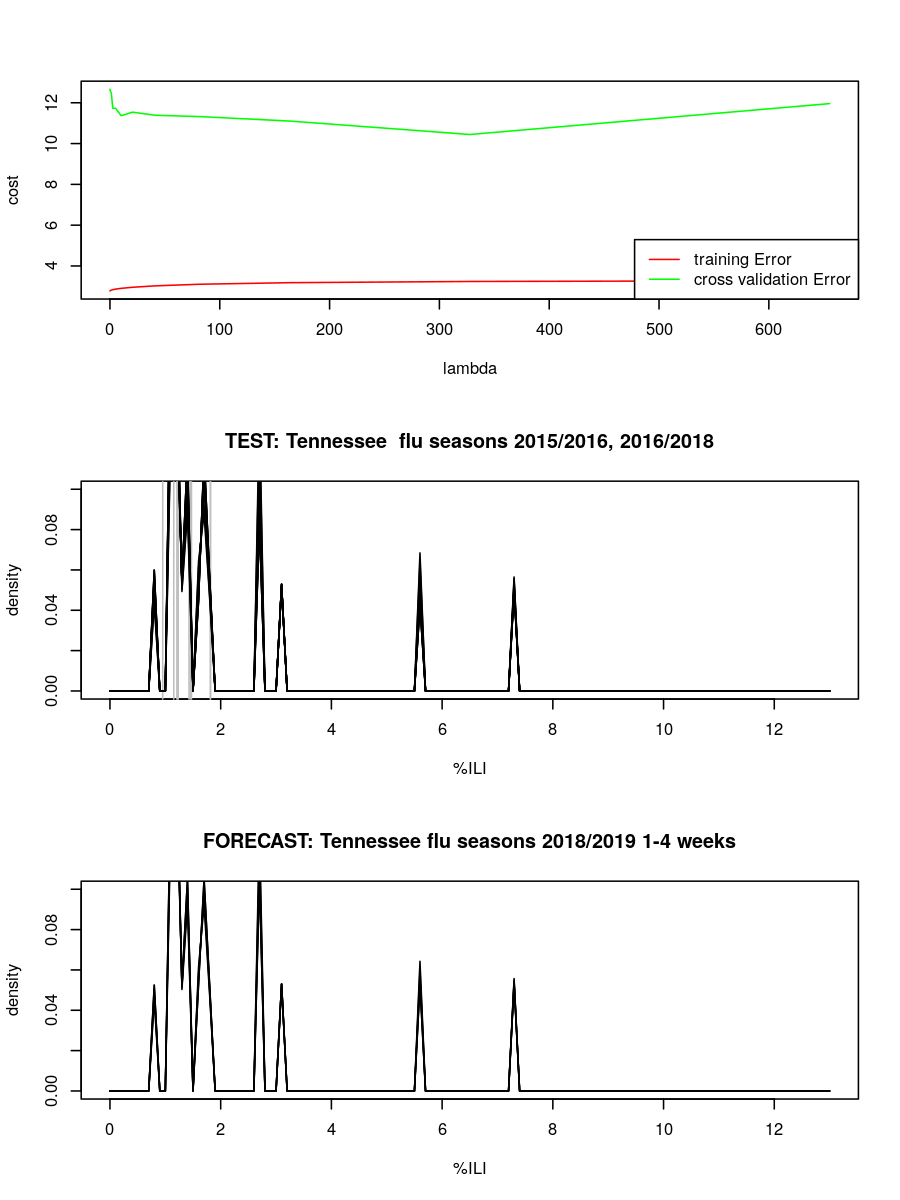 cost
4 6 8 10 12
training Error
cross validation Error
0 100 200 300 400 500 600
lambda
TEST: Tennessee  flu seasons 2015/2016, 2016/2018
density
0.00 0.04 0.08
0 2 4 6 8 10 12
%ILI
FORECAST: Tennessee flu seasons 2018/2019 1-4 weeks
density
0.00 0.04 0.08
0 2 4 6 8 10 12
%ILI